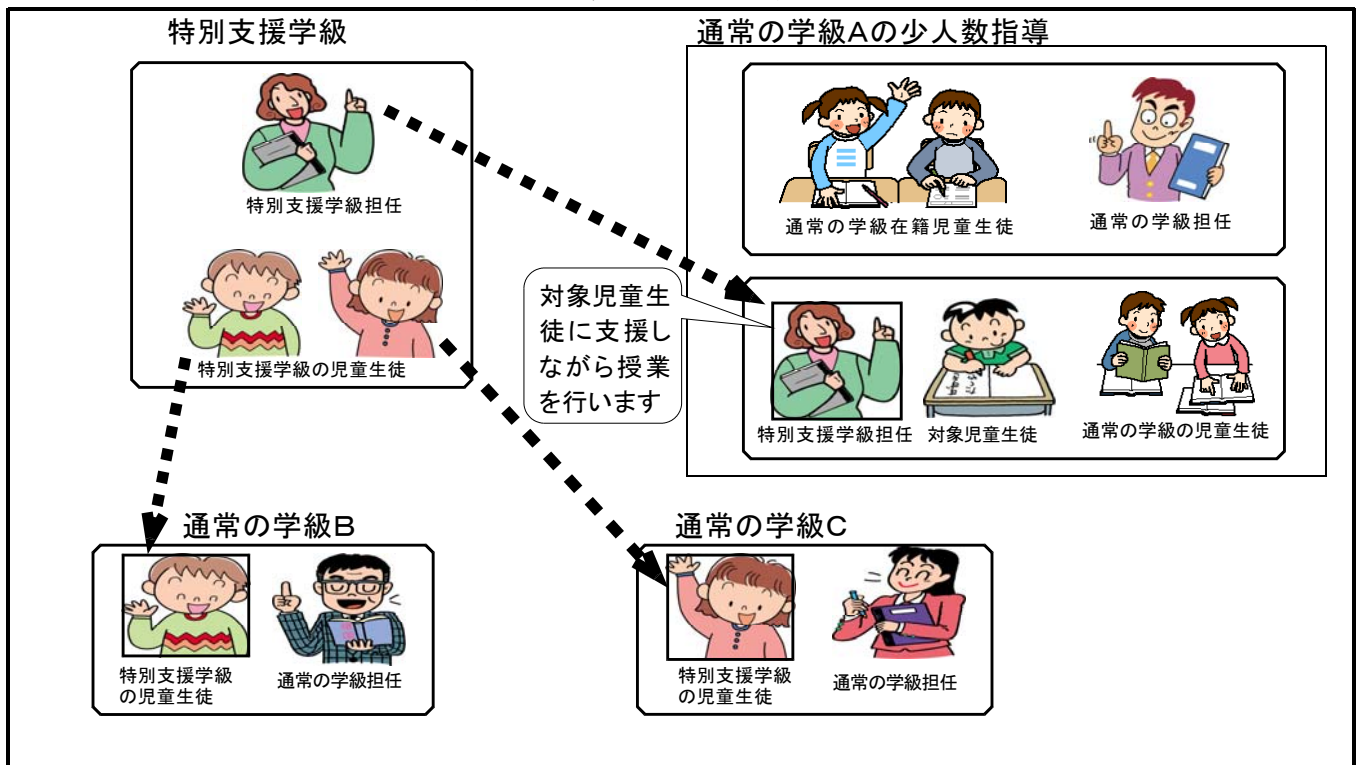 特別支援学級
通常の学級Aの少人数指導
特別支援学級担任
特別支援学級の児童生徒
通常の学級在籍児童生徒
通常の学級担任
対象児童生
徒に支援し
ながら授業
を行います
特別支援学級担任
対象児童生徒
通常の学級の児童生徒
通常の学級B
特別支援学級
の児童生徒
通常の学級担任
通常の学級C
特別支援学級
の児童生徒
通常の学級担任